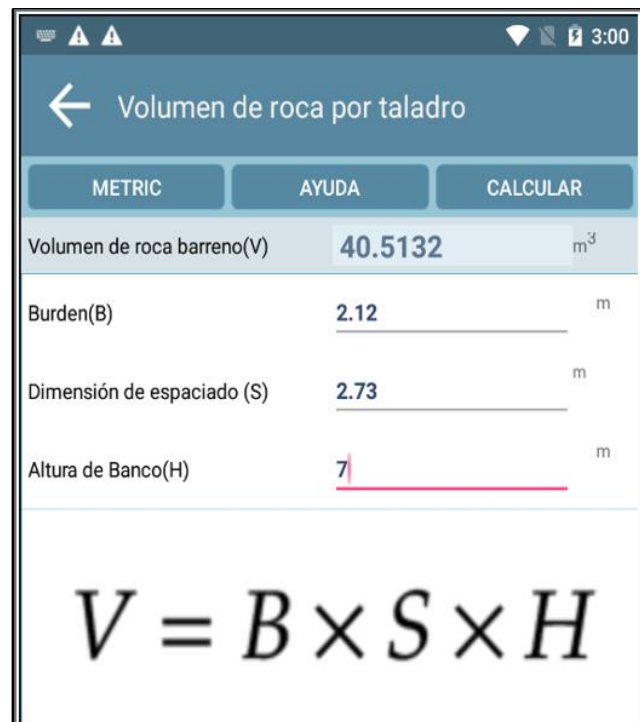 3:00
Volumen de roca por taladro
METRIC AYUDA CALCULAR
Volumen de roca barreno(V) 40.5132 m³
Burden(B) 2.12 m
Dimensión de espaciado (S) 2.73 m
Altura de Banco(H) 7 m
V = B × S × H